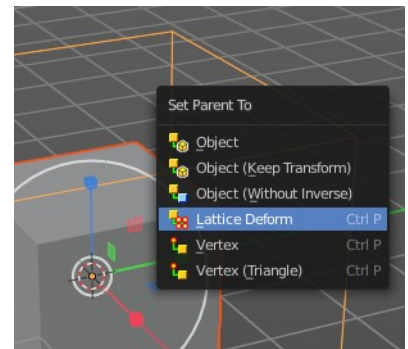 Set Parent To
Object
Object (Keep Transform)
Object (Without Inverse)
Lattice Deform Ctrl P
Vertex Ctrl P
Vertex (Triangle) Ctrl P